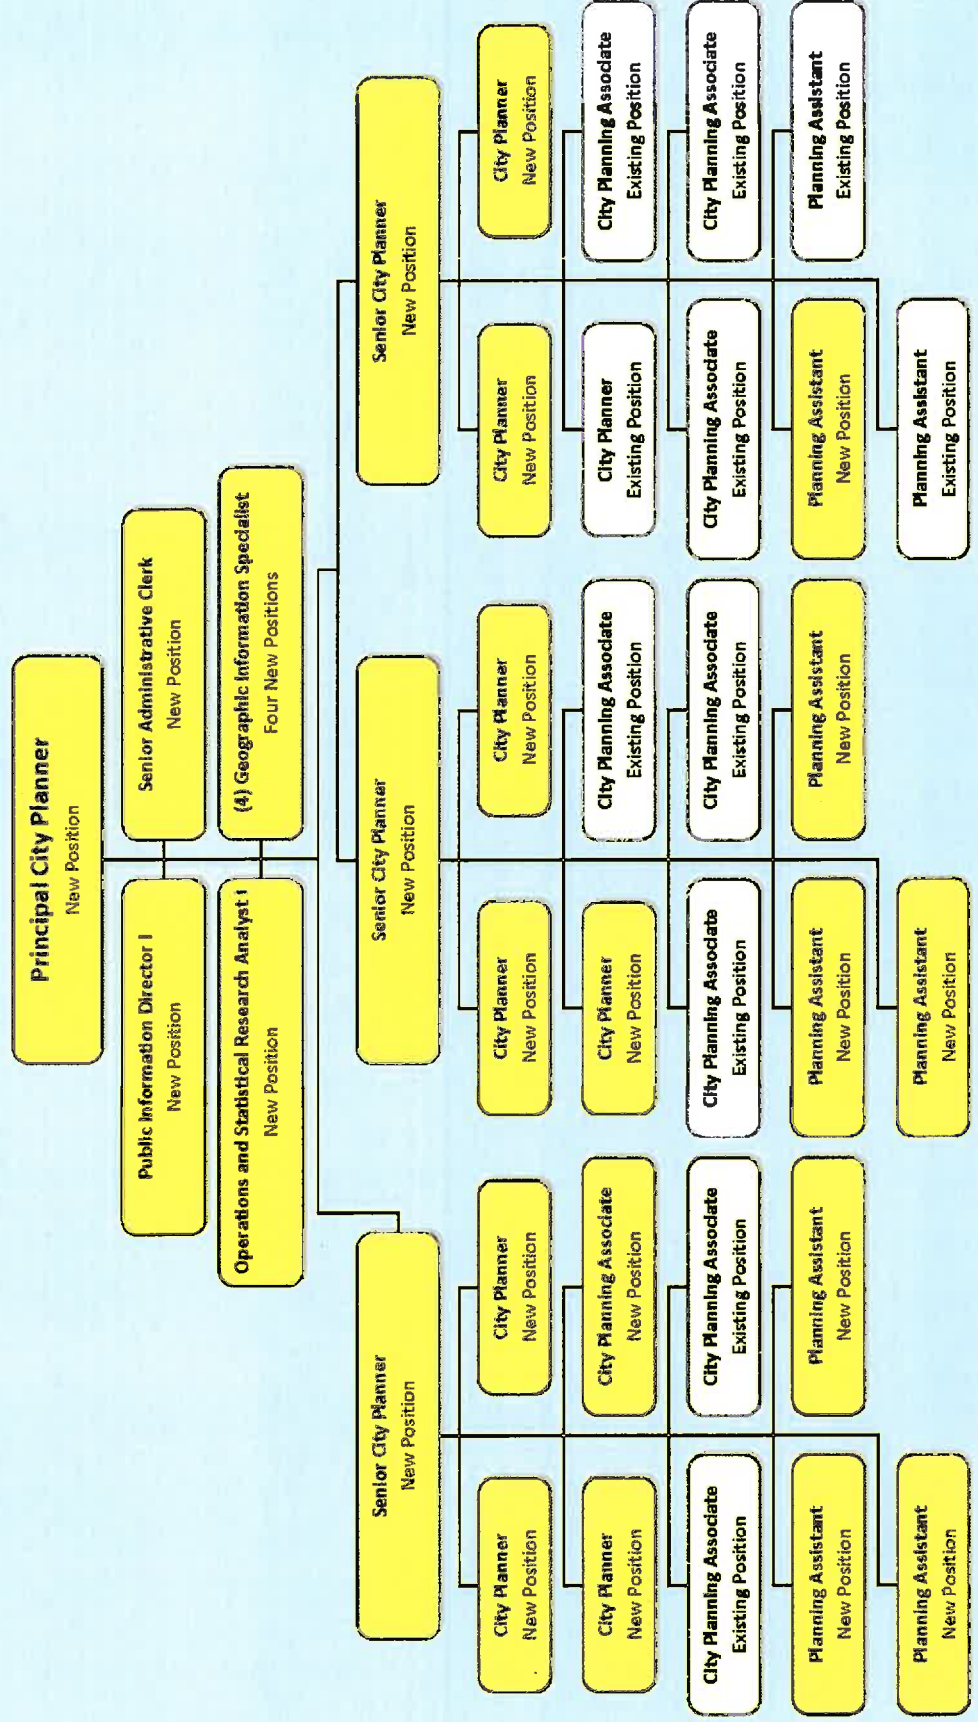 Principal City Planner
New Position
Public Information Director I
New Position
Senior Administrative Clerk
New Position
Operations and Statistical Research Analyst I
New Position
(4) Geographic Information Specialist
Four New Positions
Senior City Planner
New Position
Senior City Planner
New Position
Senior City Planner
New Position
City Planner
New Position
City Planner
New Position
City Planner
New Position
City Planning Associate
New Position
City Planning Associate
Existing Position
City Planning Associate
Existing Position
Planning Assistant
New Position
Planning Assistant
New Position
Planning Assistant
New Position
City Planner
New Position
City Planner
New Position
City Planner
New Position
City Planning Associate
Existing Position
City Planning Associate
Existing Position
City Planning Associate
Existing Position
Planning Assistant
New Position
Planning Assistant
New Position
Planning Assistant
New Position
City Planner
New Position
City Planner
New Position
City Planner
Existing Position
City Planning Associate
Existing Position
City Planning Associate
Existing Position
City Planning Associate
Existing Position
Planning Assistant
New Position
Planning Assistant
Existing Position
Planning Assistant
Existing Position